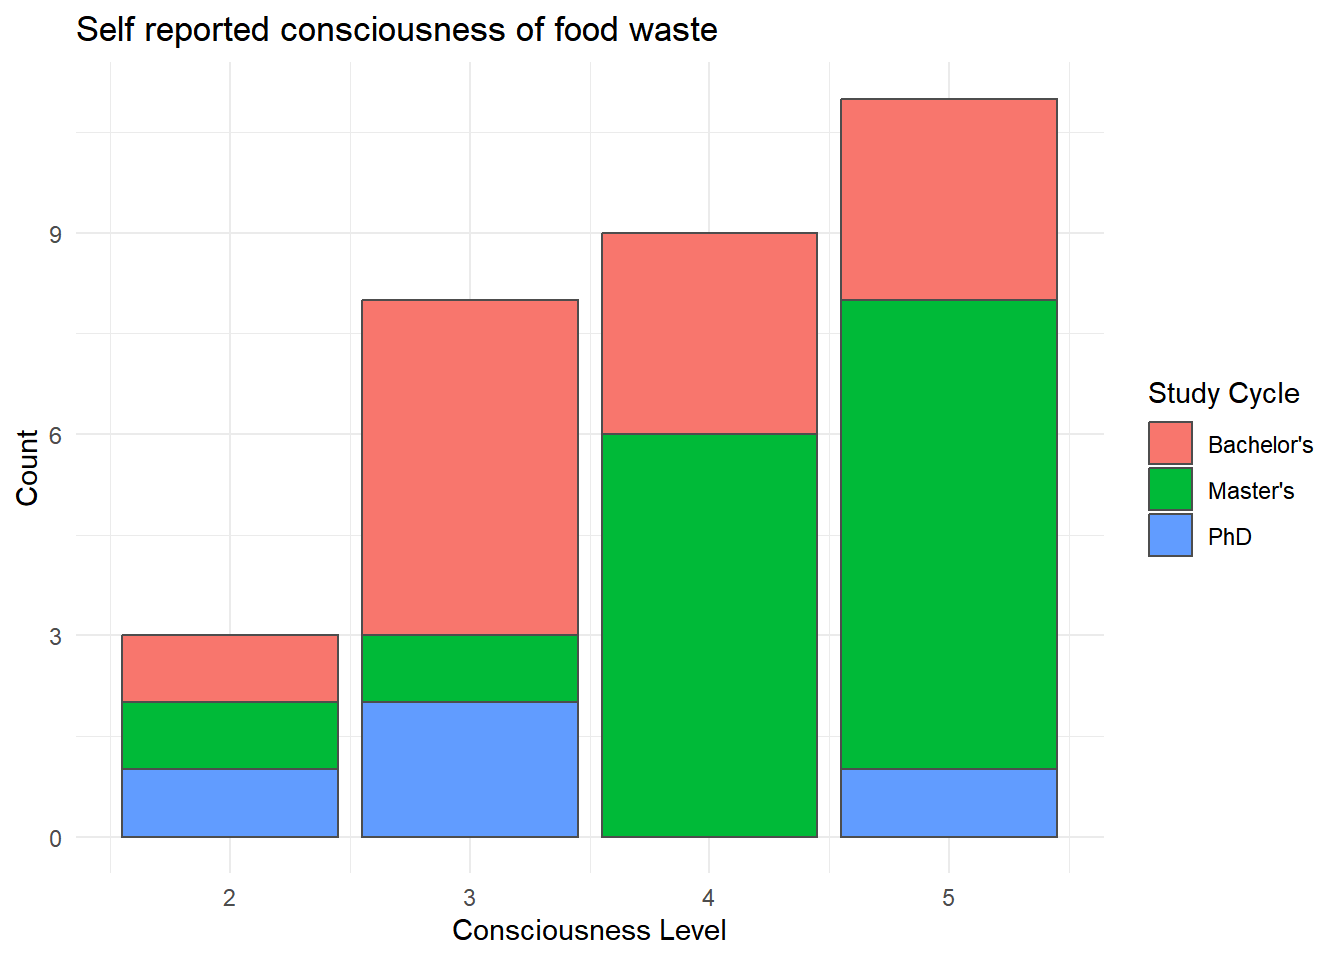 Self reported consciousness of food waste
9
6
3
0
Count
2 3 4 5
Consciousness Level
Study Cycle
Bachelor's
Master's
PhD